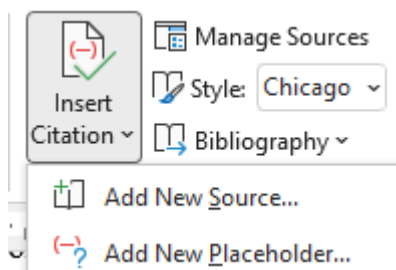 Insert
Citation
Manage Sources
Style: Chicago
Bibliography
Add New Source...
Add New Placeholder...